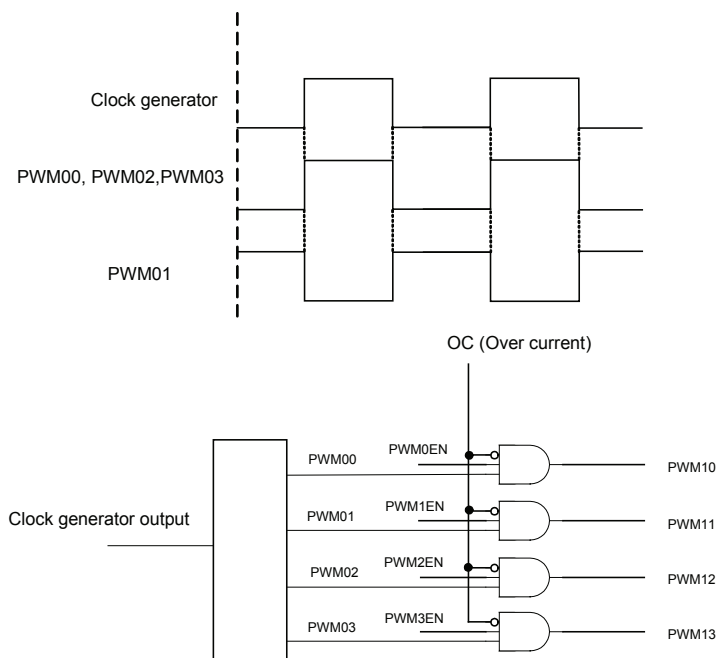 Clock generator
PWM00, PWM02,PWM03
PWM01
OC (Over current)
PWM00
PWM0EN
PWM10
Clock generator output
PWM01
PWM1EN
PWM11
PWM02
PWM2EN
PWM12
PWM03
PWM3EN
PWM13